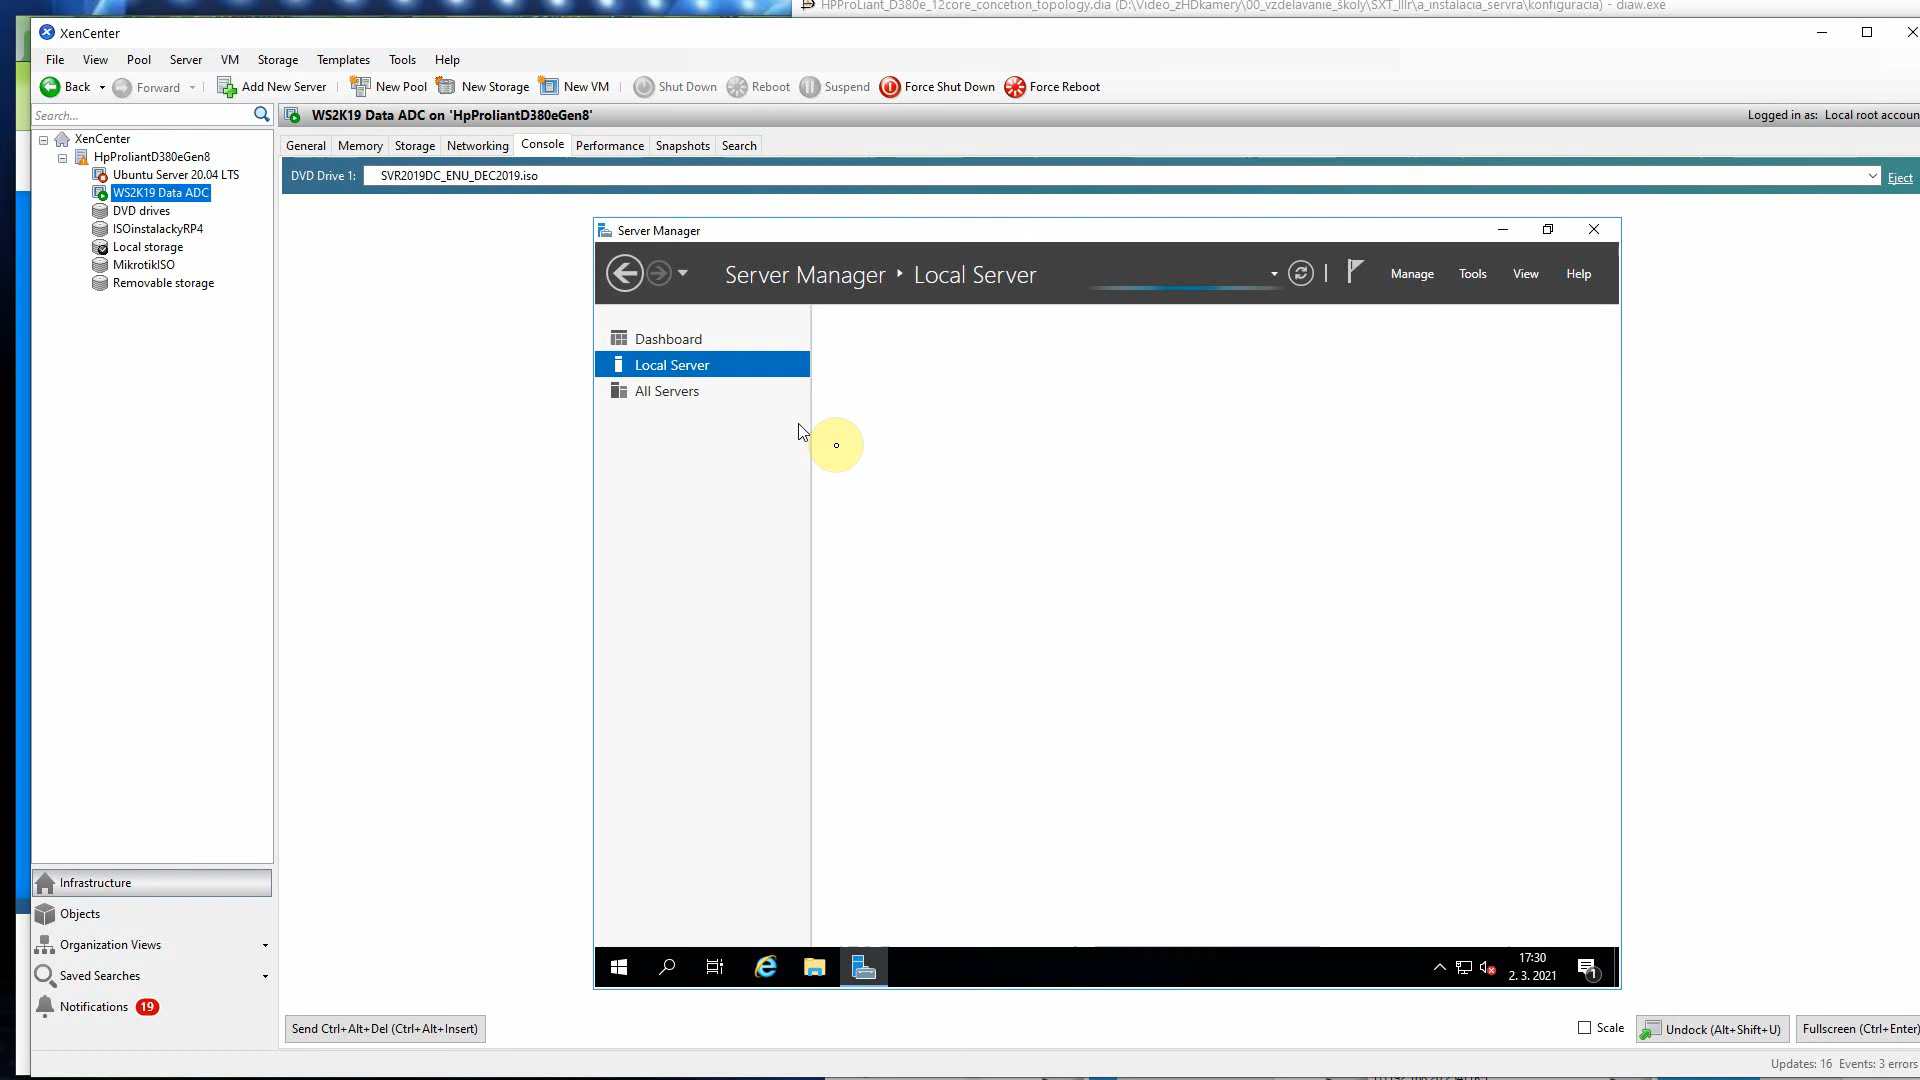 HPProLiant_D380e_12core_concetion_topology.dia (D:\Video_zHDkamery\00_vzdelavanie_školy\SXT_IIIr\a_instalacia_servra\konfiguracia) - diaw.exe
XenCenter
File View Pool Server VM Storage Templates Tools Help
Back Forward Add New Server New Pool New Storage New VM Shut Down Reboot Suspend Force Shut Down Force Reboot
Search...
WS2K19 Data ADC on 'HpProliantD380eGen8'
Logged in as: Local root accoun
XenCenter
HpProliantD380eGen8
Ubuntu Server 20.04 LTS
WS2K19 Data ADC
DVD drives
ISOinstalackyRP4
Local storage
MikrotikISO
Removable storage
General Memory Storage Networking Console Performance Snapshots Search
DVD Drive 1: SVR2019DC_ENU_DEC2019.iso Eject
Server Manager
Server Manager Local Server
Manage Tools View Help
Dashboard
Local Server
All Servers
17:30
2. 3. 2021
1
Infrastructure
Objects
Organization Views
Saved Searches
Notifications 19
Send Ctrl+Alt+Del (Ctrl+Alt+Insert)
Scale Undock (Alt+Shift+U) Fullscreen (Ctrl+Enter)
Updates: 16 Events: 3 errors